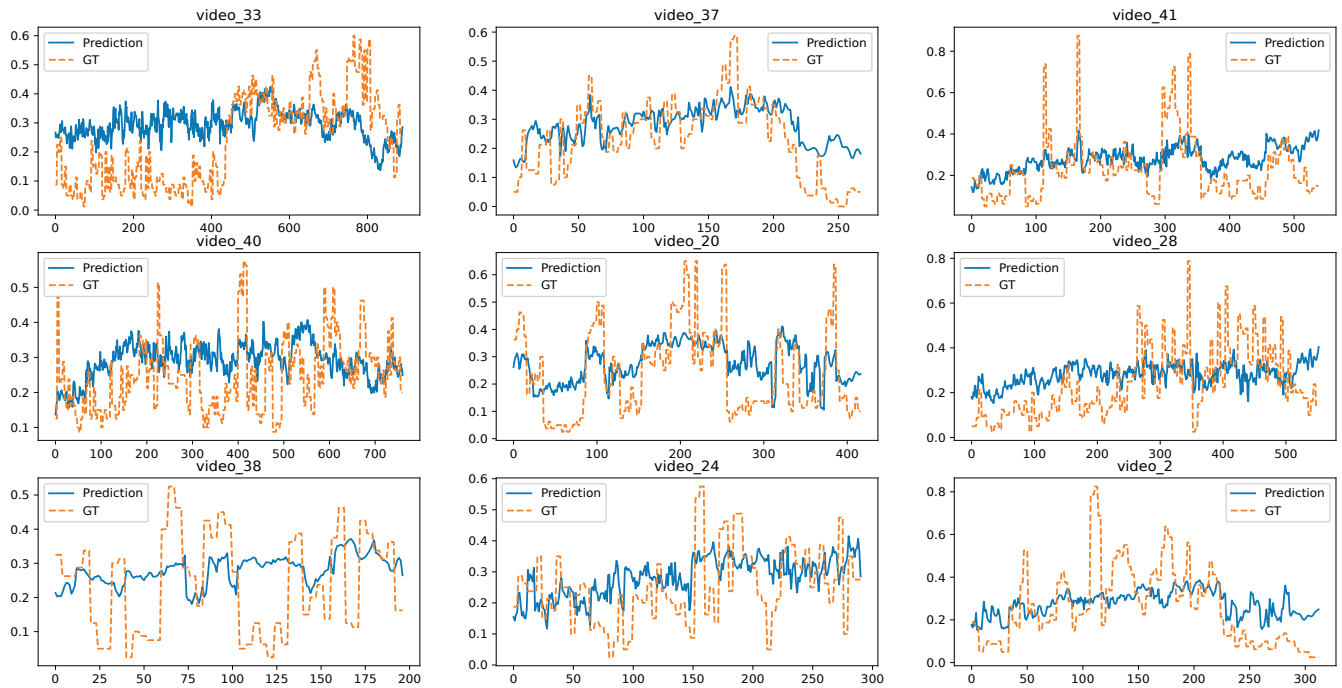 video_33 video_37 video_41
Prediction
GT
0.6
0.5
0.4
0.3
0.2
0.1
0.0
0 200 400 600 800
Prediction
GT
0.6
0.5
0.4
0.3
0.2
0.1
0.0
0 50 100 150 200 250
Prediction
GT
0.8
0.6
0.4
0.2
0 100 200 300 400 500
video_40 video_20 video_28
Prediction
GT
0.5
0.4
0.3
0.2
0.1
0 100 200 300 400 500 600 700
Prediction
GT
0.6
0.5
0.4
0.3
0.2
0.1
0.0
0 100 200 300 400
Prediction
GT
0.8
0.6
0.4
0.2
0.0
0 100 200 300 400 500
video_38 video_24 video_2
Prediction
GT
0.5
0.4
0.3
0.2
0.1
0 25 50 75 100 125 150 175 200
Prediction
GT
0.6
0.5
0.4
0.3
0.2
0.1
0.0
0 50 100 150 200 250 300
Prediction
GT
0.8
0.6
0.4
0.2
0.0
0 50 100 150 200 250 300